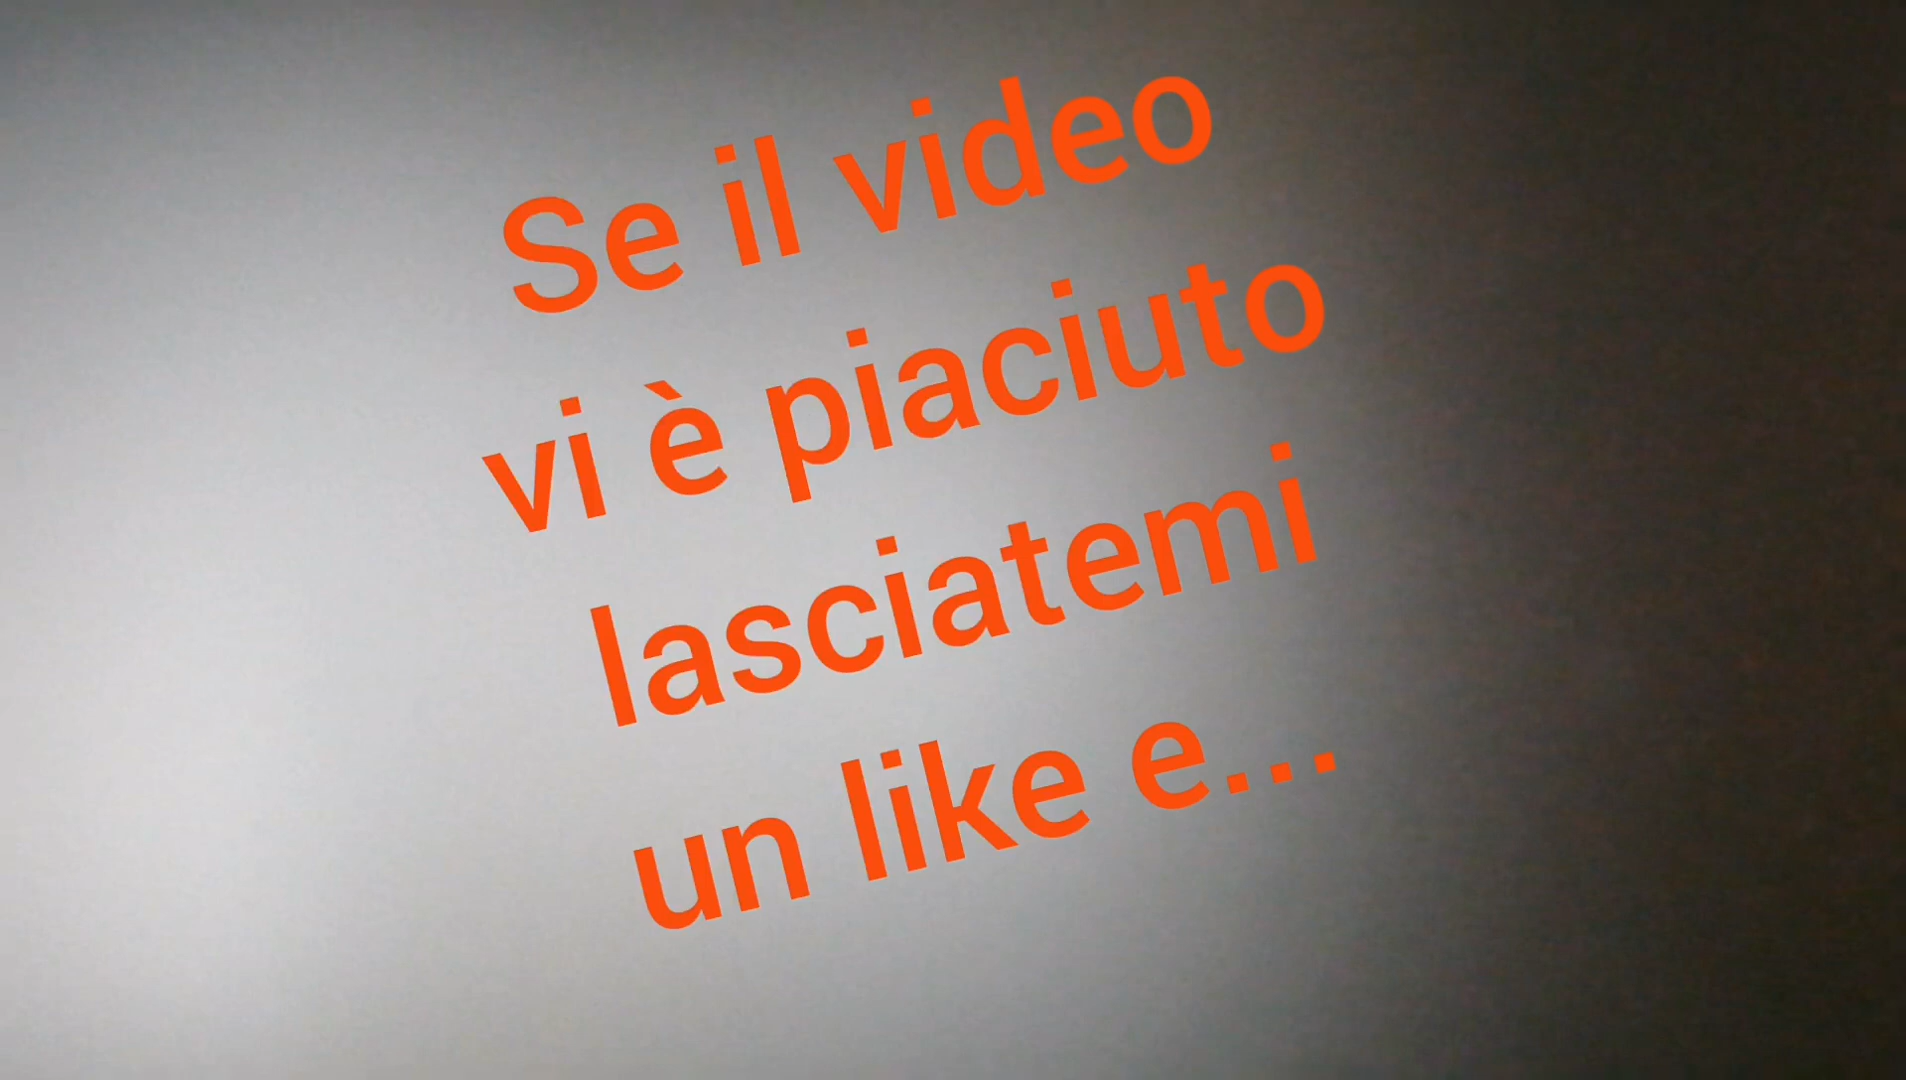 Se il video
vi è piaciuto
lasciatemi
un like e...